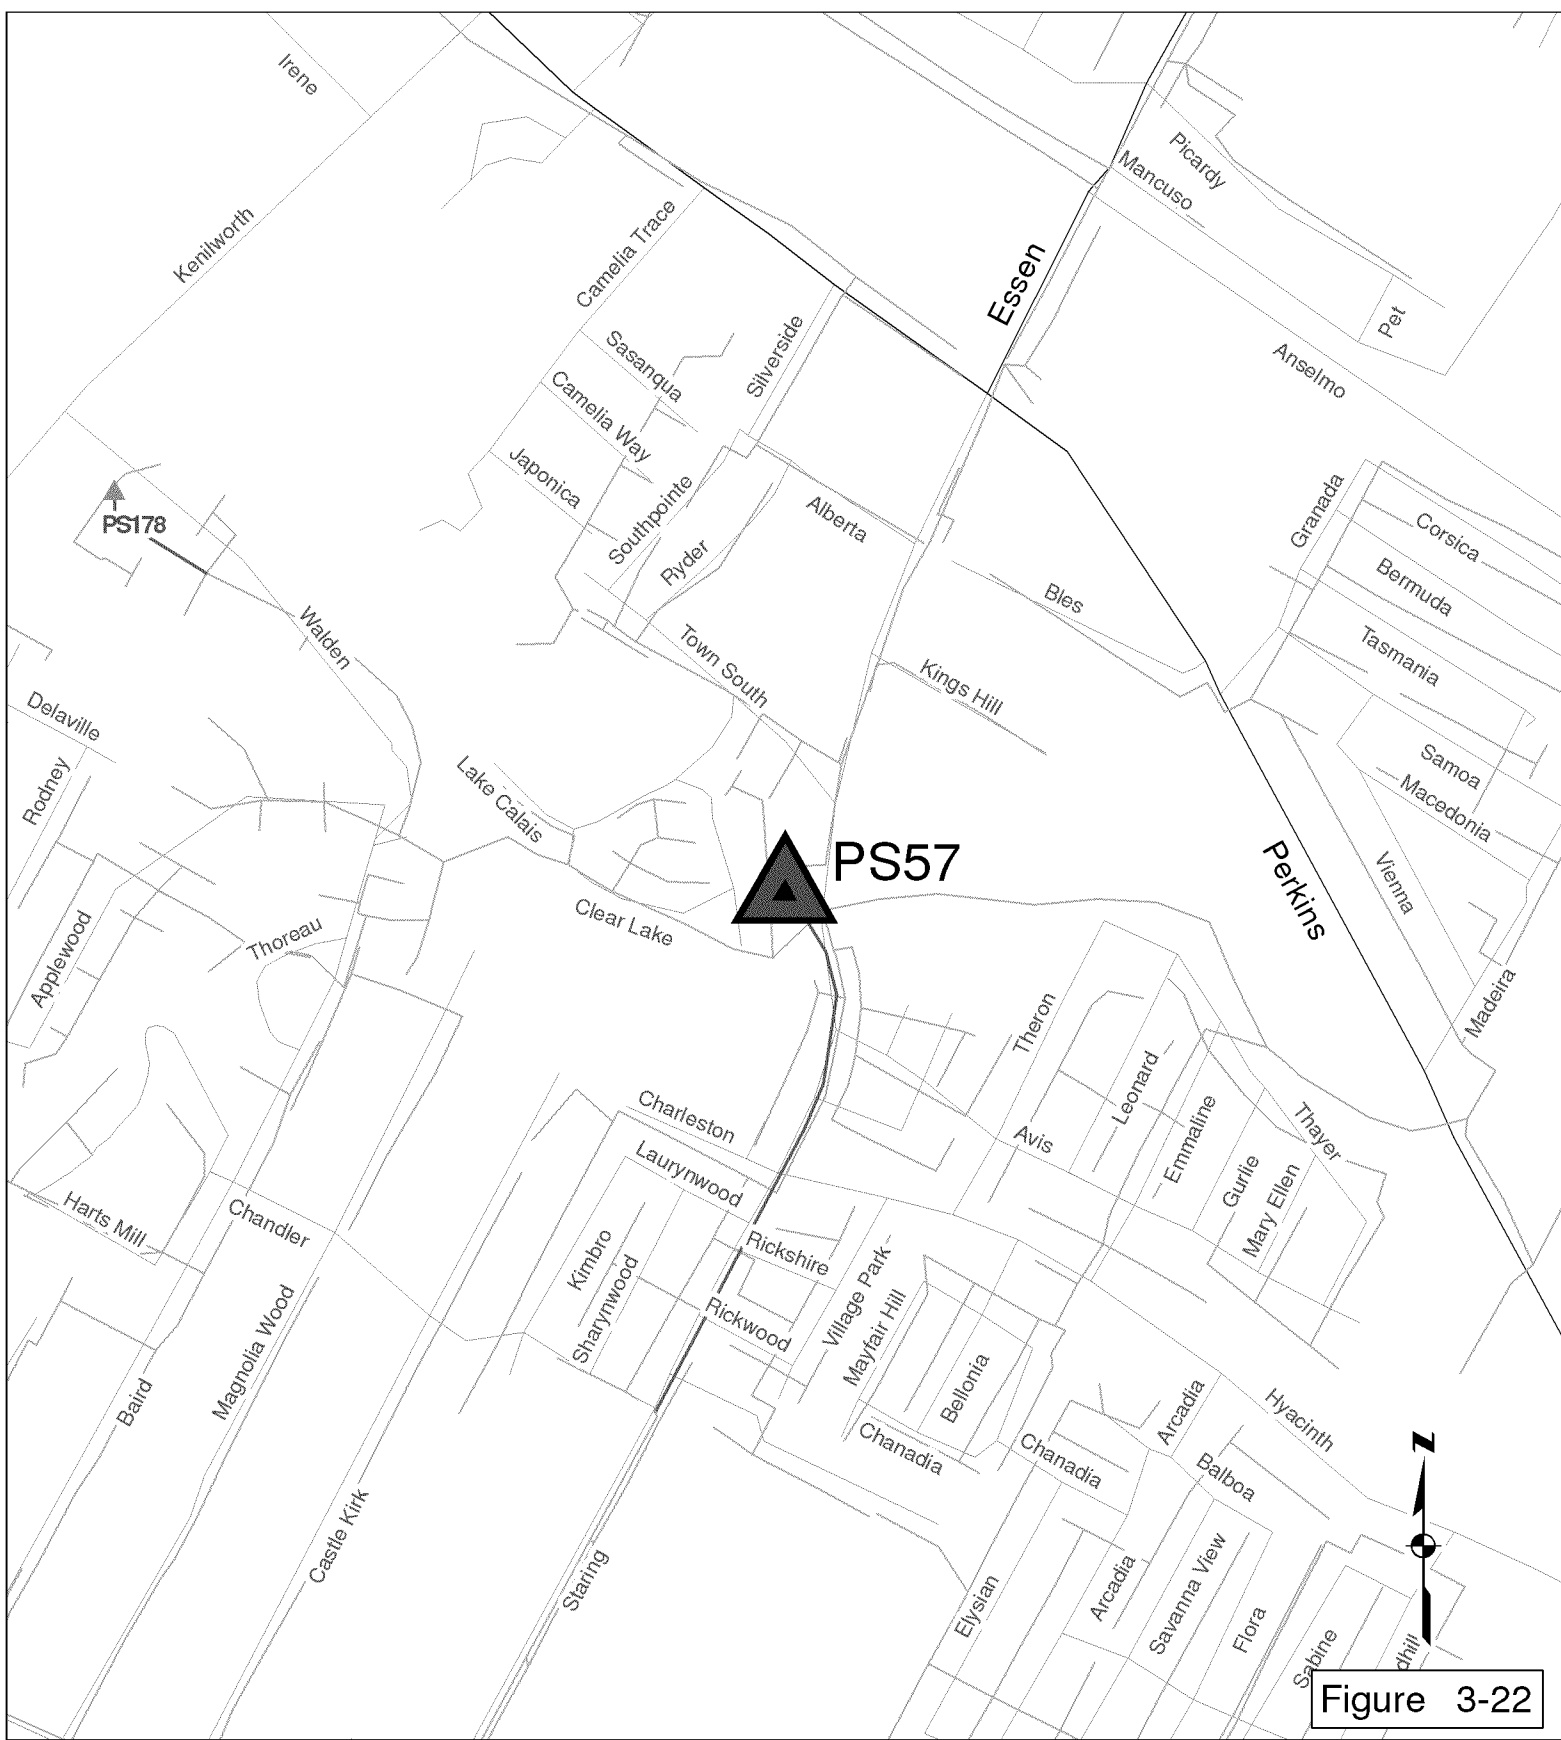 Irene
Picardy
Mancuso
Kenilworth
Camelia Trace
Essen
Pet
Silverside
Sasanqua
Anselmo
Camelia Way
Japonica
Southpointe
Alberta
Granada
Corsica
PS178
Ryder
Bles
Bermuda
Walden
Town South
Tasmania
Kings Hill
Delaville
Rodney
Lake Calais
Samoa
Macedonia
PS57
Perkins
Vienna
Clear Lake
Applewood
Thoreau
Madeira
Theron
Leonard
Charleston
Avis
Emmaline
Thayer
Laurynwood
Gurlie
Mary Ellen
Harts Mill
Chandler
Kimbro
Rickshire
Sharynwood
Village Park
Magnolia Wood
Rickwood
Mayfair Hill
Baird
Bellonia
Arcadia
Hyacinth
Chanadia
Chanadia
Balboa
N
Castle Kirk
Staring
Elysian
Arcadia
Savanna View
Flora
Sabine
dhill
Figure 3-22